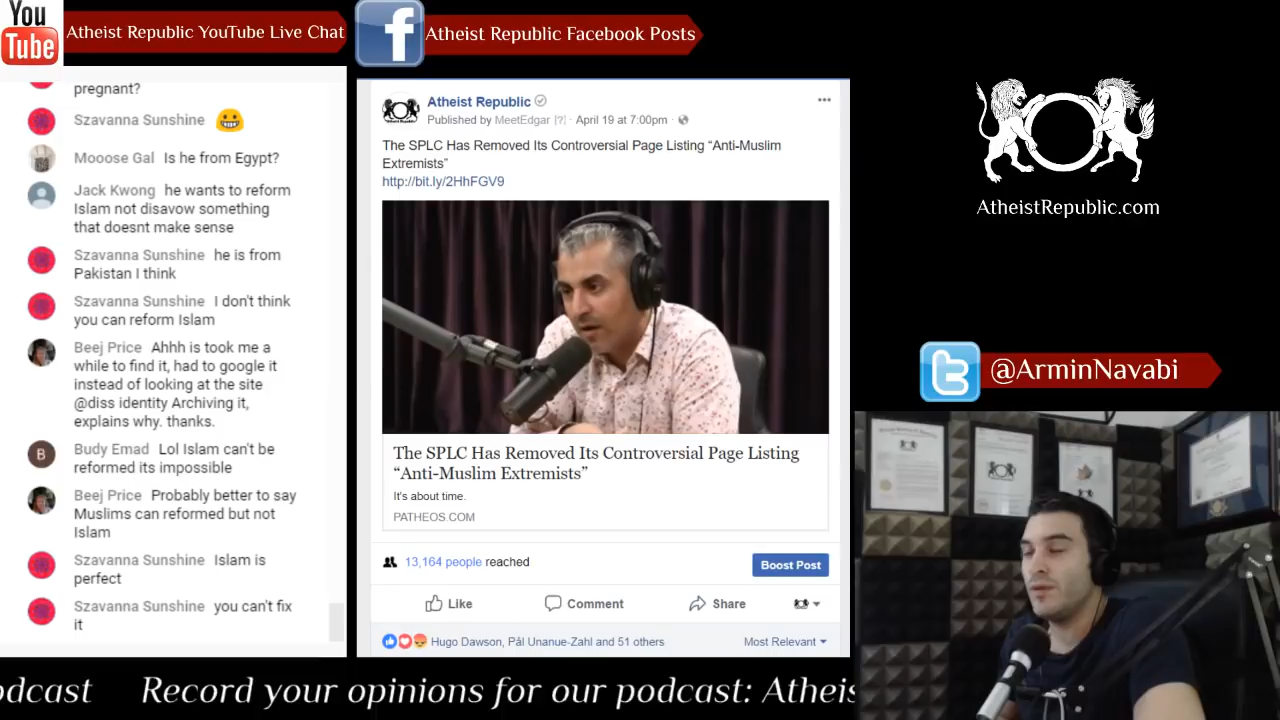 You
Tube
Atheist Republic YouTube Live Chat
pregnant?
Szavanna Sunshine
Mooose Gal Is he from Egypt?
Jack Kwong he wants to reform
Islam not disavow something
that doesnt make sense
Szavanna Sunshine he is from
Pakistan I think
Szavanna Sunshine I don't think
you can reform Islam
Beej Price Ahhh is took me a
while to find it, had to google it
instead of looking at the site
@diss identity Archiving it,
explains why. thanks.
B
Budy Emad Lol Islam can't be
reformed its impossible
Beej Price Probably better to say
Muslims can reformed but not
Islam
Szavanna Sunshine Islam is
perfect
Szavanna Sunshine you can't fix
it
f
Atheist Republic Facebook Posts
Atheist Republic
Published by MeetEdgar [?] · April 19 at 7:00pm ·
The SPLC Has Removed Its Controversial Page Listing “Anti-Muslim
Extremists”
http://bit.ly/2HhFGV9
The SPLC Has Removed Its Controversial Page Listing
“Anti-Muslim Extremists”
It's about time.
PATHEOS.COM
13,164 people reached
Boost Post
Like Comment Share
Hugo Dawson, Pål Unanue-Zahl and 51 others Most Relevant
AtheistRepublic.com
@ArminNavabi
odcast Record your opinions for our podcast: Atheis